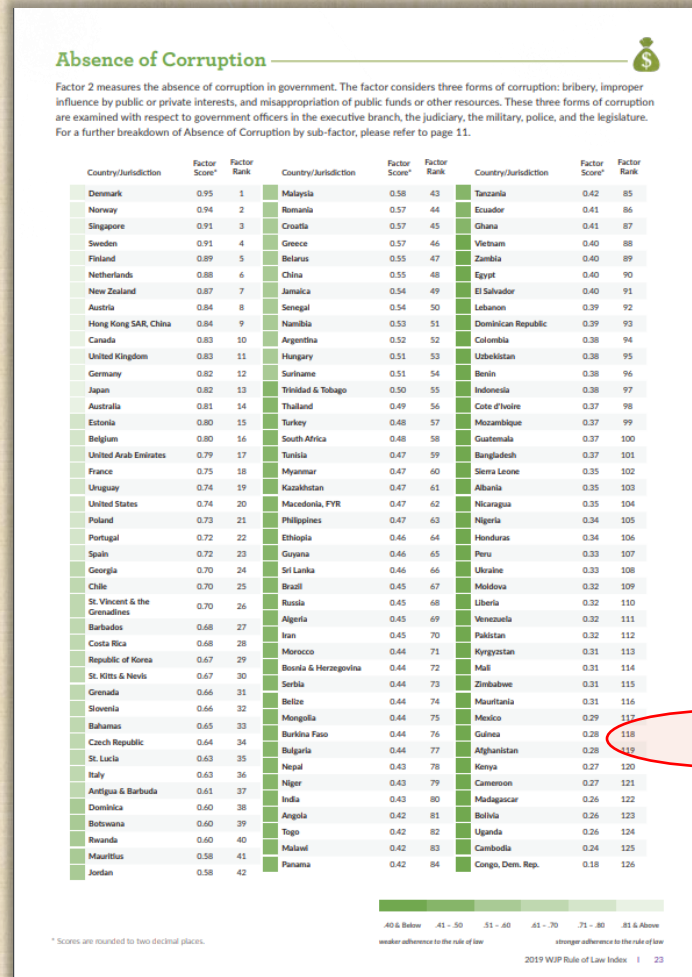 Absence of Corruption
$
Factor 2 measures the absence of corruption in government. The factor considers three forms of corruption: bribery, improper
influence by public or private interests, and misappropriation of public funds or other resources. These three forms of corruption
are examined with respect to government officers in the executive branch, the judiciary, the military, police, and the legislature.
For a further breakdown of Absence of Corruption by sub-factor, please refer to page 11.
Country/Jurisdiction Factor Score* Factor Rank
Denmark 0.95 1
Norway 0.94 2
Singapore 0.91 3
Sweden 0.91 4
Finland 0.89 5
Netherlands 0.88 6
New Zealand 0.87 7
Austria 0.84 8
Hong Kong SAR, China 0.84 9
Canada 0.83 10
United Kingdom 0.83 11
Germany 0.82 12
Japan 0.82 13
Australia 0.81 14
Estonia 0.80 15
Belgium 0.80 16
United Arab Emirates 0.79 17
France 0.75 18
Uruguay 0.74 19
United States 0.74 20
Poland 0.73 21
Portugal 0.72 22
Spain 0.72 23
Georgia 0.70 24
Chile 0.70 25
St. Vincent & the
Grenadines 0.70 26
Barbados 0.68 27
Costa Rica 0.68 28
Republic of Korea 0.67 29
St. Kitts & Nevis 0.67 30
Grenada 0.66 31
Slovenia 0.66 32
Bahamas 0.65 33
Czech Republic 0.64 34
St. Lucia 0.63 35
Italy 0.63 36
Antigua & Barbuda 0.61 37
Dominica 0.60 38
Botswana 0.60 39
Rwanda 0.60 40
Mauritius 0.58 41
Jordan 0.58 42
Country/Jurisdiction Factor Score* Factor Rank
Malaysia 0.58 43
Romania 0.57 44
Croatia 0.57 45
Greece 0.57 46
Belarus 0.55 47
China 0.55 48
Jamaica 0.54 49
Senegal 0.54 50
Namibia 0.53 51
Argentina 0.52 52
Hungary 0.51 53
Suriname 0.51 54
Trinidad & Tobago 0.50 55
Thailand 0.49 56
Turkey 0.48 57
South Africa 0.48 58
Tunisia 0.47 59
Myanmar 0.47 60
Kazakhstan 0.47 61
Macedonia, FYR 0.47 62
Philippines 0.47 63
Ethiopia 0.46 64
Guyana 0.46 65
Sri Lanka 0.46 66
Brazil 0.45 67
Russia 0.45 68
Algeria 0.45 69
Iran 0.45 70
Morocco 0.44 71
Bosnia & Herzegovina 0.44 72
Serbia 0.44 73
Belize 0.44 74
Mongolia 0.44 75
Burkina Faso 0.44 76
Bulgaria 0.44 77
Nepal 0.43 78
Niger 0.43 79
India 0.43 80
Angola 0.42 81
Togo 0.42 82
Malawi 0.42 83
Panama 0.42 84
Country/Jurisdiction Factor Score* Factor Rank
Tanzania 0.42 85
Ecuador 0.41 86
Ghana 0.41 87
Vietnam 0.40 88
Zambia 0.40 89
Egypt 0.40 90
El Salvador 0.40 91
Lebanon 0.39 92
Dominican Republic 0.39 93
Colombia 0.38 94
Uzbekistan 0.38 95
Benin 0.38 96
Indonesia 0.38 97
Cote d'Ivoire 0.37 98
Mozambique 0.37 99
Guatemala 0.37 100
Bangladesh 0.37 101
Sierra Leone 0.35 102
Albania 0.35 103
Nicaragua 0.35 104
Nigeria 0.34 105
Honduras 0.34 106
Peru 0.33 107
Ukraine 0.33 108
Moldova 0.32 109
Liberia 0.32 110
Venezuela 0.32 111
Pakistan 0.32 112
Kyrgyzstan 0.31 113
Mali 0.31 114
Zimbabwe 0.31 115
Mauritania 0.31 116
Mexico 0.29 117
Guinea 0.28 118
Afghanistan 0.28 119
Kenya 0.27 120
Cameroon 0.27 121
Madagascar 0.26 122
Bolivia 0.26 123
Uganda 0.26 124
Cambodia 0.24 125
Congo, Dem. Rep. 0.18 126
.40 & Below .41 - .50 .51 - .60 .61 - .70 .71 - .80 .81 & Above
weaker adherence to the rule of law stronger adherence to the rule of law
* Scores are rounded to two decimal places.
2019 WJP Rule of Law Index | 23